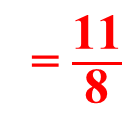 = 11/8